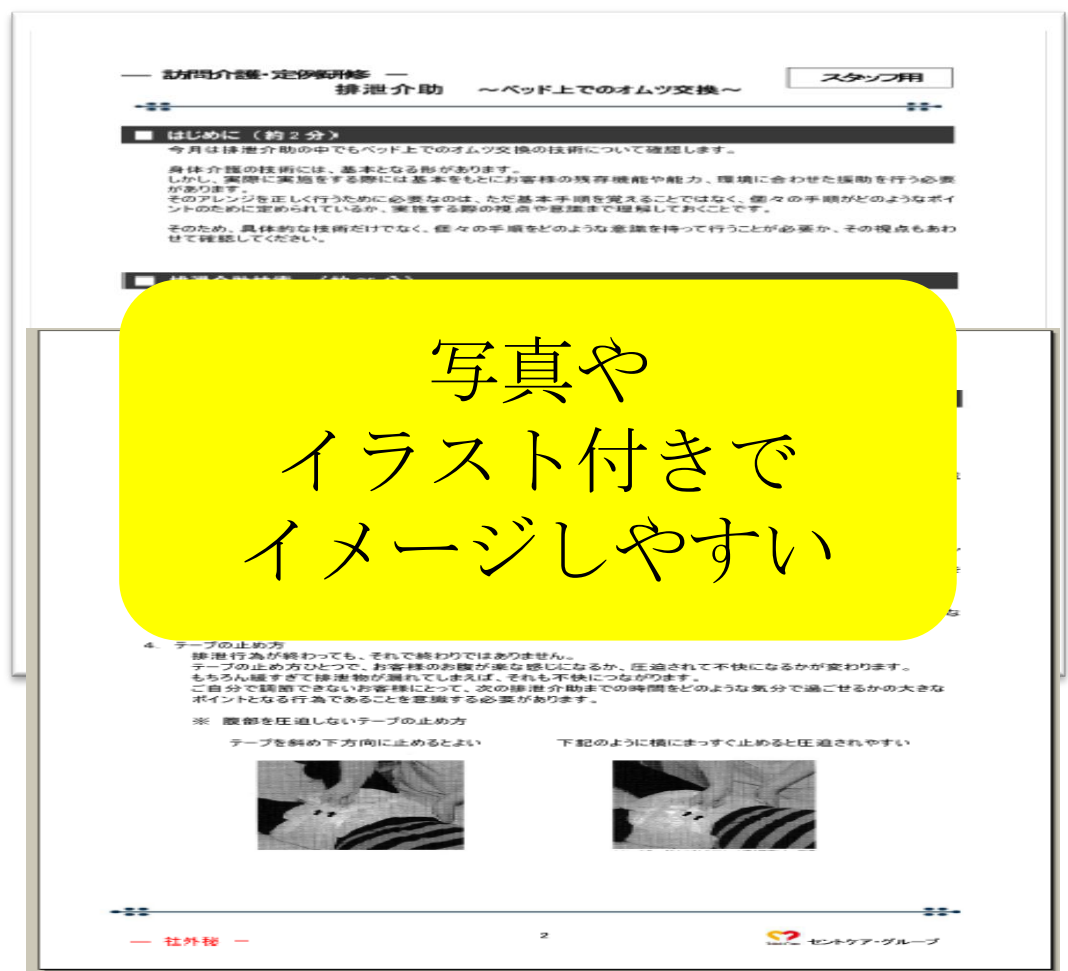 ― 訪問介護・定例研修 ―
スタッフ用
排泄介助 ～ベッド上でのオムツ交換～
■ はじめに（約２分）
今月は排泄介助の中でもベッド上でのオムツ交換の技術について確認します。
身体介護の技術には、基本となる形があります。
しかし、実際に実施をする際には基本をもとにお客様の残存機能や能力、環境に合わせた援助を行う必要
があります。
そのアレンジを正しく行うために必要なのは、ただ基本手順を覚えることではなく、個々の手順がどのようなポイ
ントのために定められているか、実施する際の視点や意識まで理解しておくことです。
そのため、具体的な技術だけでなく、個々の手順をどのような意識を持って行うことが必要か、その視点もあわ
せて確認してください。
写真や
イラスト付きで
イメージしやすい
4. テープの止め方
排泄行為が終わっても、それで終わりではありません。
テープの止め方ひとつで、お客様のお腹が楽な感じになるか、圧迫されて不快になるかが変わります。
もちろん緩すぎて排泄物が漏れてしまえば、それも不快につながります。
ご自分で調節できないお客様にとって、次の排泄介助までの時間をどのような気分で過ごせるかの大きな
ポイントとなる行為であることを意識する必要があります。
※ 腹部を圧迫しないテープの止め方
テープを斜め下方向に止めるとよい
下記のように横にまっすぐ止めると圧迫されやすい
― 社外秘 ―
2
セントケア・グループ